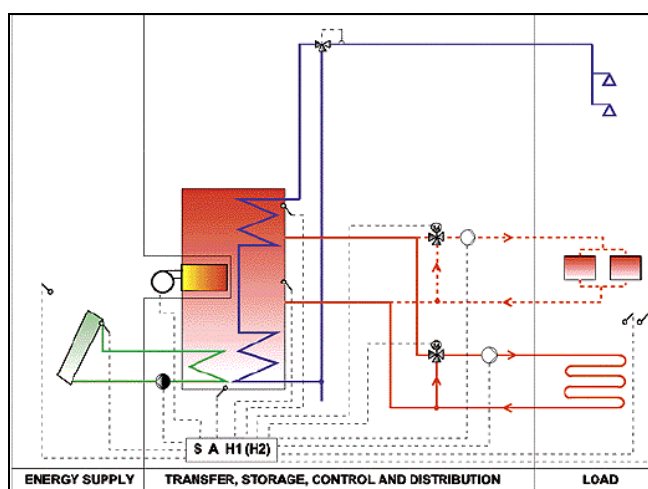 S A H1 (H2)
ENERGY SUPPLY
TRANSFER, STORAGE, CONTROL AND DISTRIBUTION
LOAD